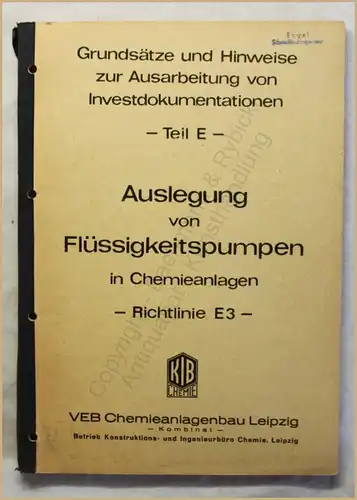 Grundsätze und Hinweise
zur Ausarbeitung von
Investdokumentationen
— Teil E —
Auslegung
von
Flüssigkeitspumpen
in Chemieanlagen
— Richtlinie E3 —
KIB
CHEMIE
VEB Chemieanlagenbau Leipzig
— Kombinat —
Betrieb Konstruktions- und Ingenieurbüro Chemie, Leipzig